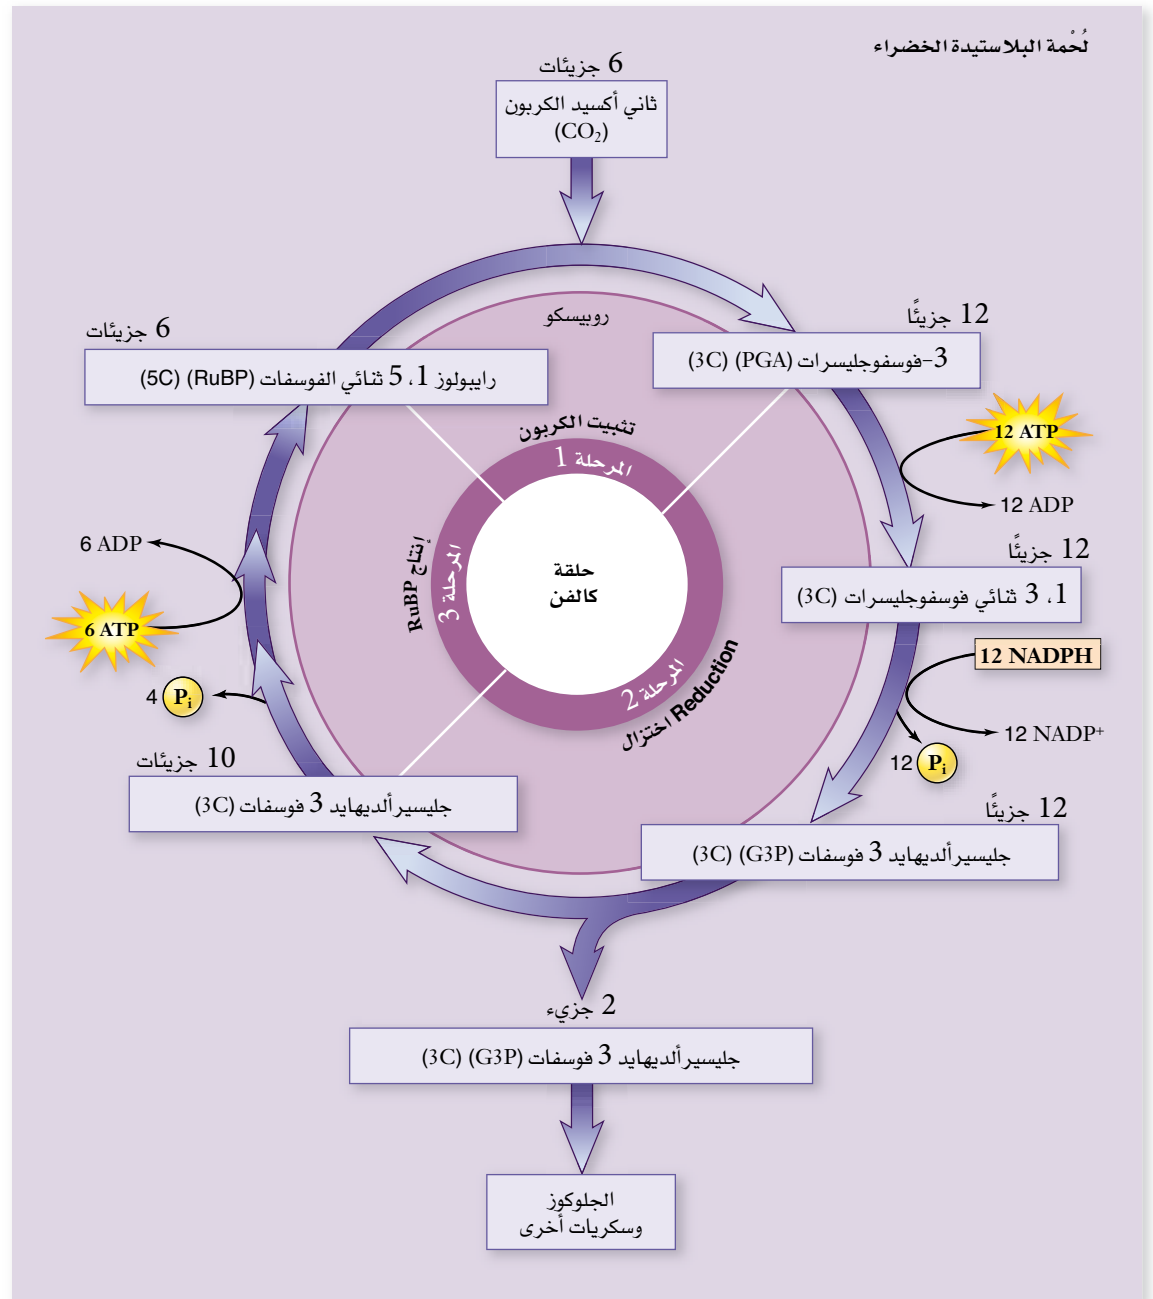 لُحْمة البلاستيدة الخضراء
6 جزيئات
ثاني أكسيد الكربون
(CO₂)
روبيسكو
12 جزيئًا
3-فوسفوجليسرات (PGA) (3C)
6 جزيئات
رايبولوز 1، 5 ثنائي الفوسفات (RuBP) (5C)
12 ATP
12 ADP
تثبيت الكربون
المرحلة 1
12 جزيئًا
1، 3 ثنائي فوسفوجليسرات (3C)
6 ADP
6 ATP
إنتاج RuBP
المرحلة 3
حلقة
كالفن
المرحلة 2
اختزال Reduction
12 NADPH
12 NADP⁺
12 Pᵢ
4 Pᵢ
10 جزيئات
جليسيرألديهايد 3 فوسفات (3C)
12 جزيئًا
جليسيرألديهايد 3 فوسفات (G3P) (3C)
2 جزيء
جليسيرألديهايد 3 فوسفات (G3P) (3C)
الجلوكوز
وسكريات أخرى